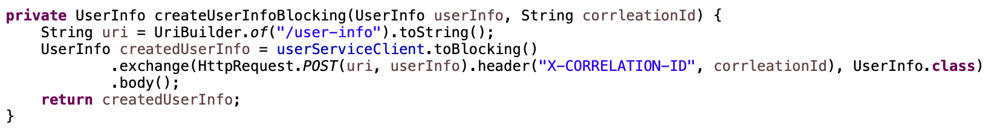 private UserInfo createUserInfoBlocking(UserInfo userInfo, String corrleationId) {
    String uri = UriBuilder.of("/user-info").toString();
    UserInfo createdUserInfo = userServiceClient.toBlocking()
            .exchange(HttpRequest.POST(uri, userInfo).header("X-CORRELATION-ID", corrleationId), UserInfo.class)
            .body();
    return createdUserInfo;
}